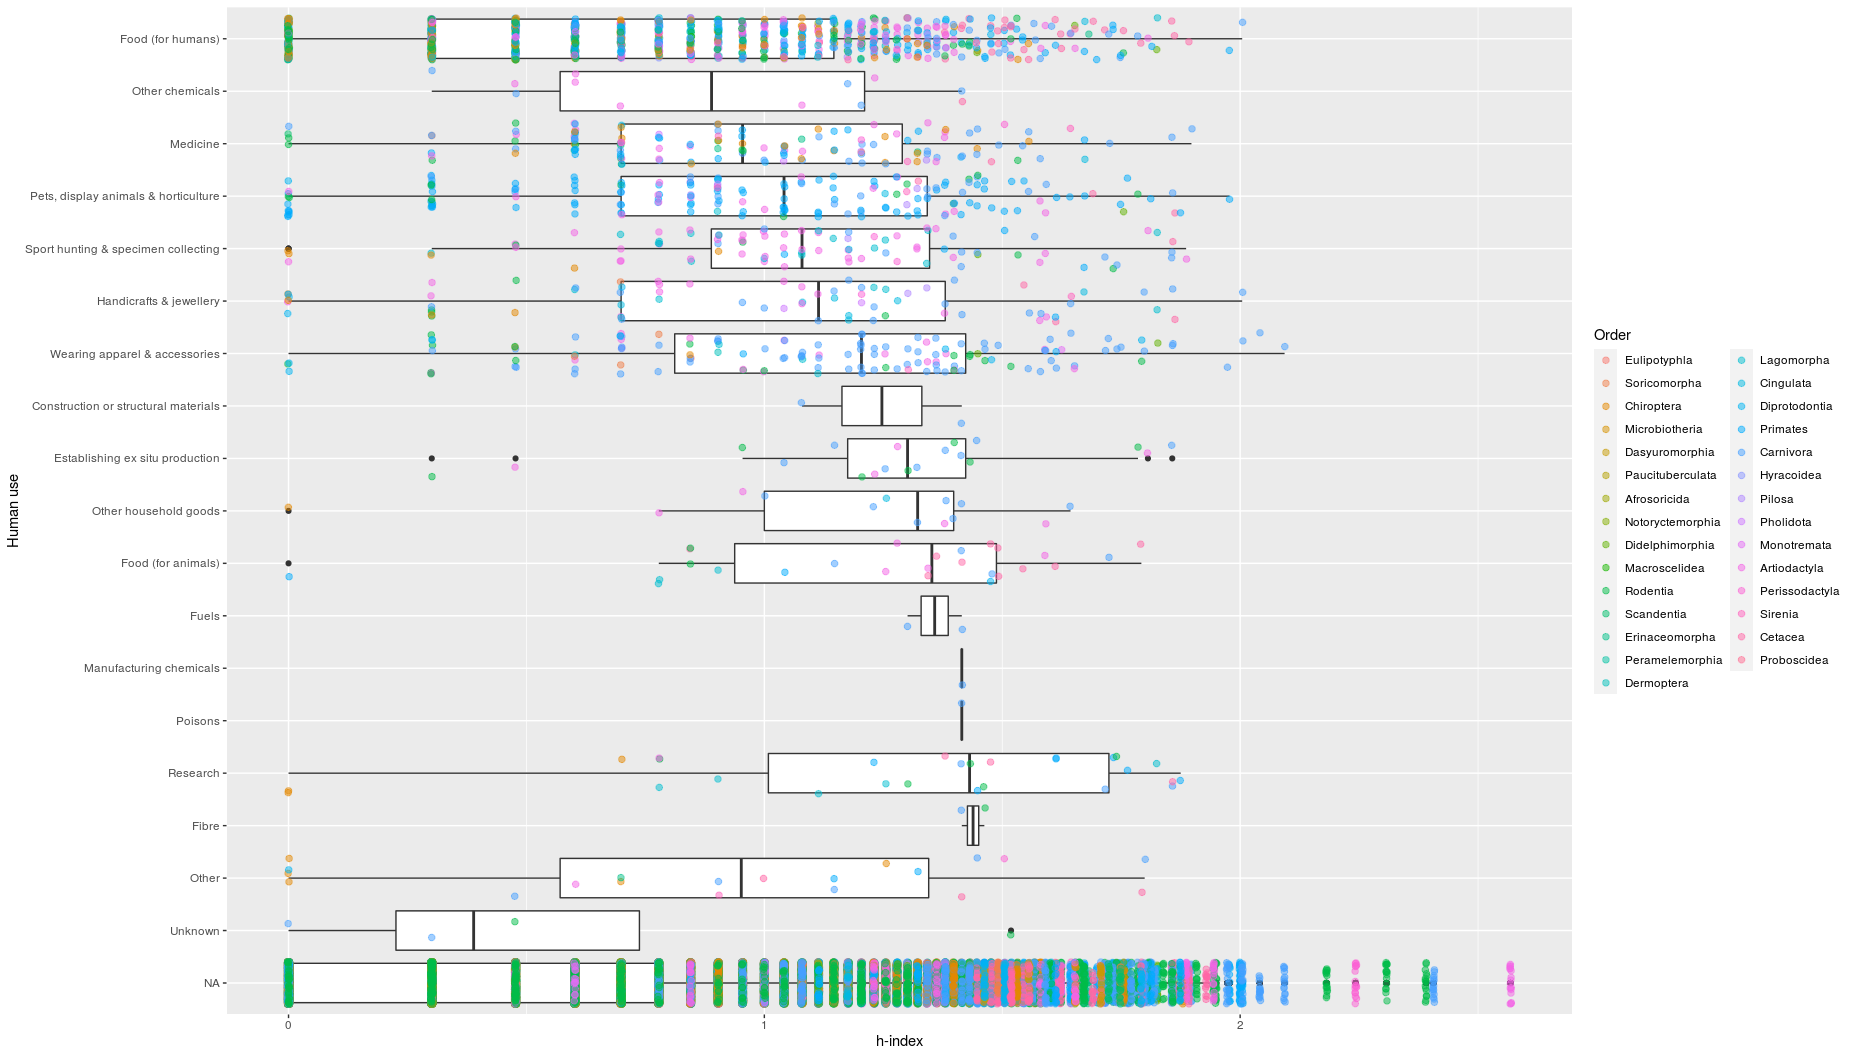 Food (for humans)
Other chemicals
Medicine
Pets, display animals & horticulture
Sport hunting & specimen collecting
Handicrafts & jewellery
Wearing apparel & accessories
Construction or structural materials
Establishing ex situ production
Other household goods
Food (for animals)
Fuels
Manufacturing chemicals
Poisons
Research
Fibre
Other
Unknown
NA
Human use
0
1
2
h-index
Order
Eulipotyphla
Soricomorpha
Chiroptera
Microbiotheria
Dasyuromorphia
Paucituberculata
Afrosoricida
Notoryctemorphia
Didelphimorphia
Macroscelidea
Rodentia
Scandentia
Erinaceomorpha
Peramelemorphia
Dermoptera
Lagomorpha
Cingulata
Diprotodontia
Primates
Carnivora
Hyracoidea
Pilosa
Pholidota
Monotremata
Artiodactyla
Perissodactyla
Sirenia
Cetacea
Proboscidea